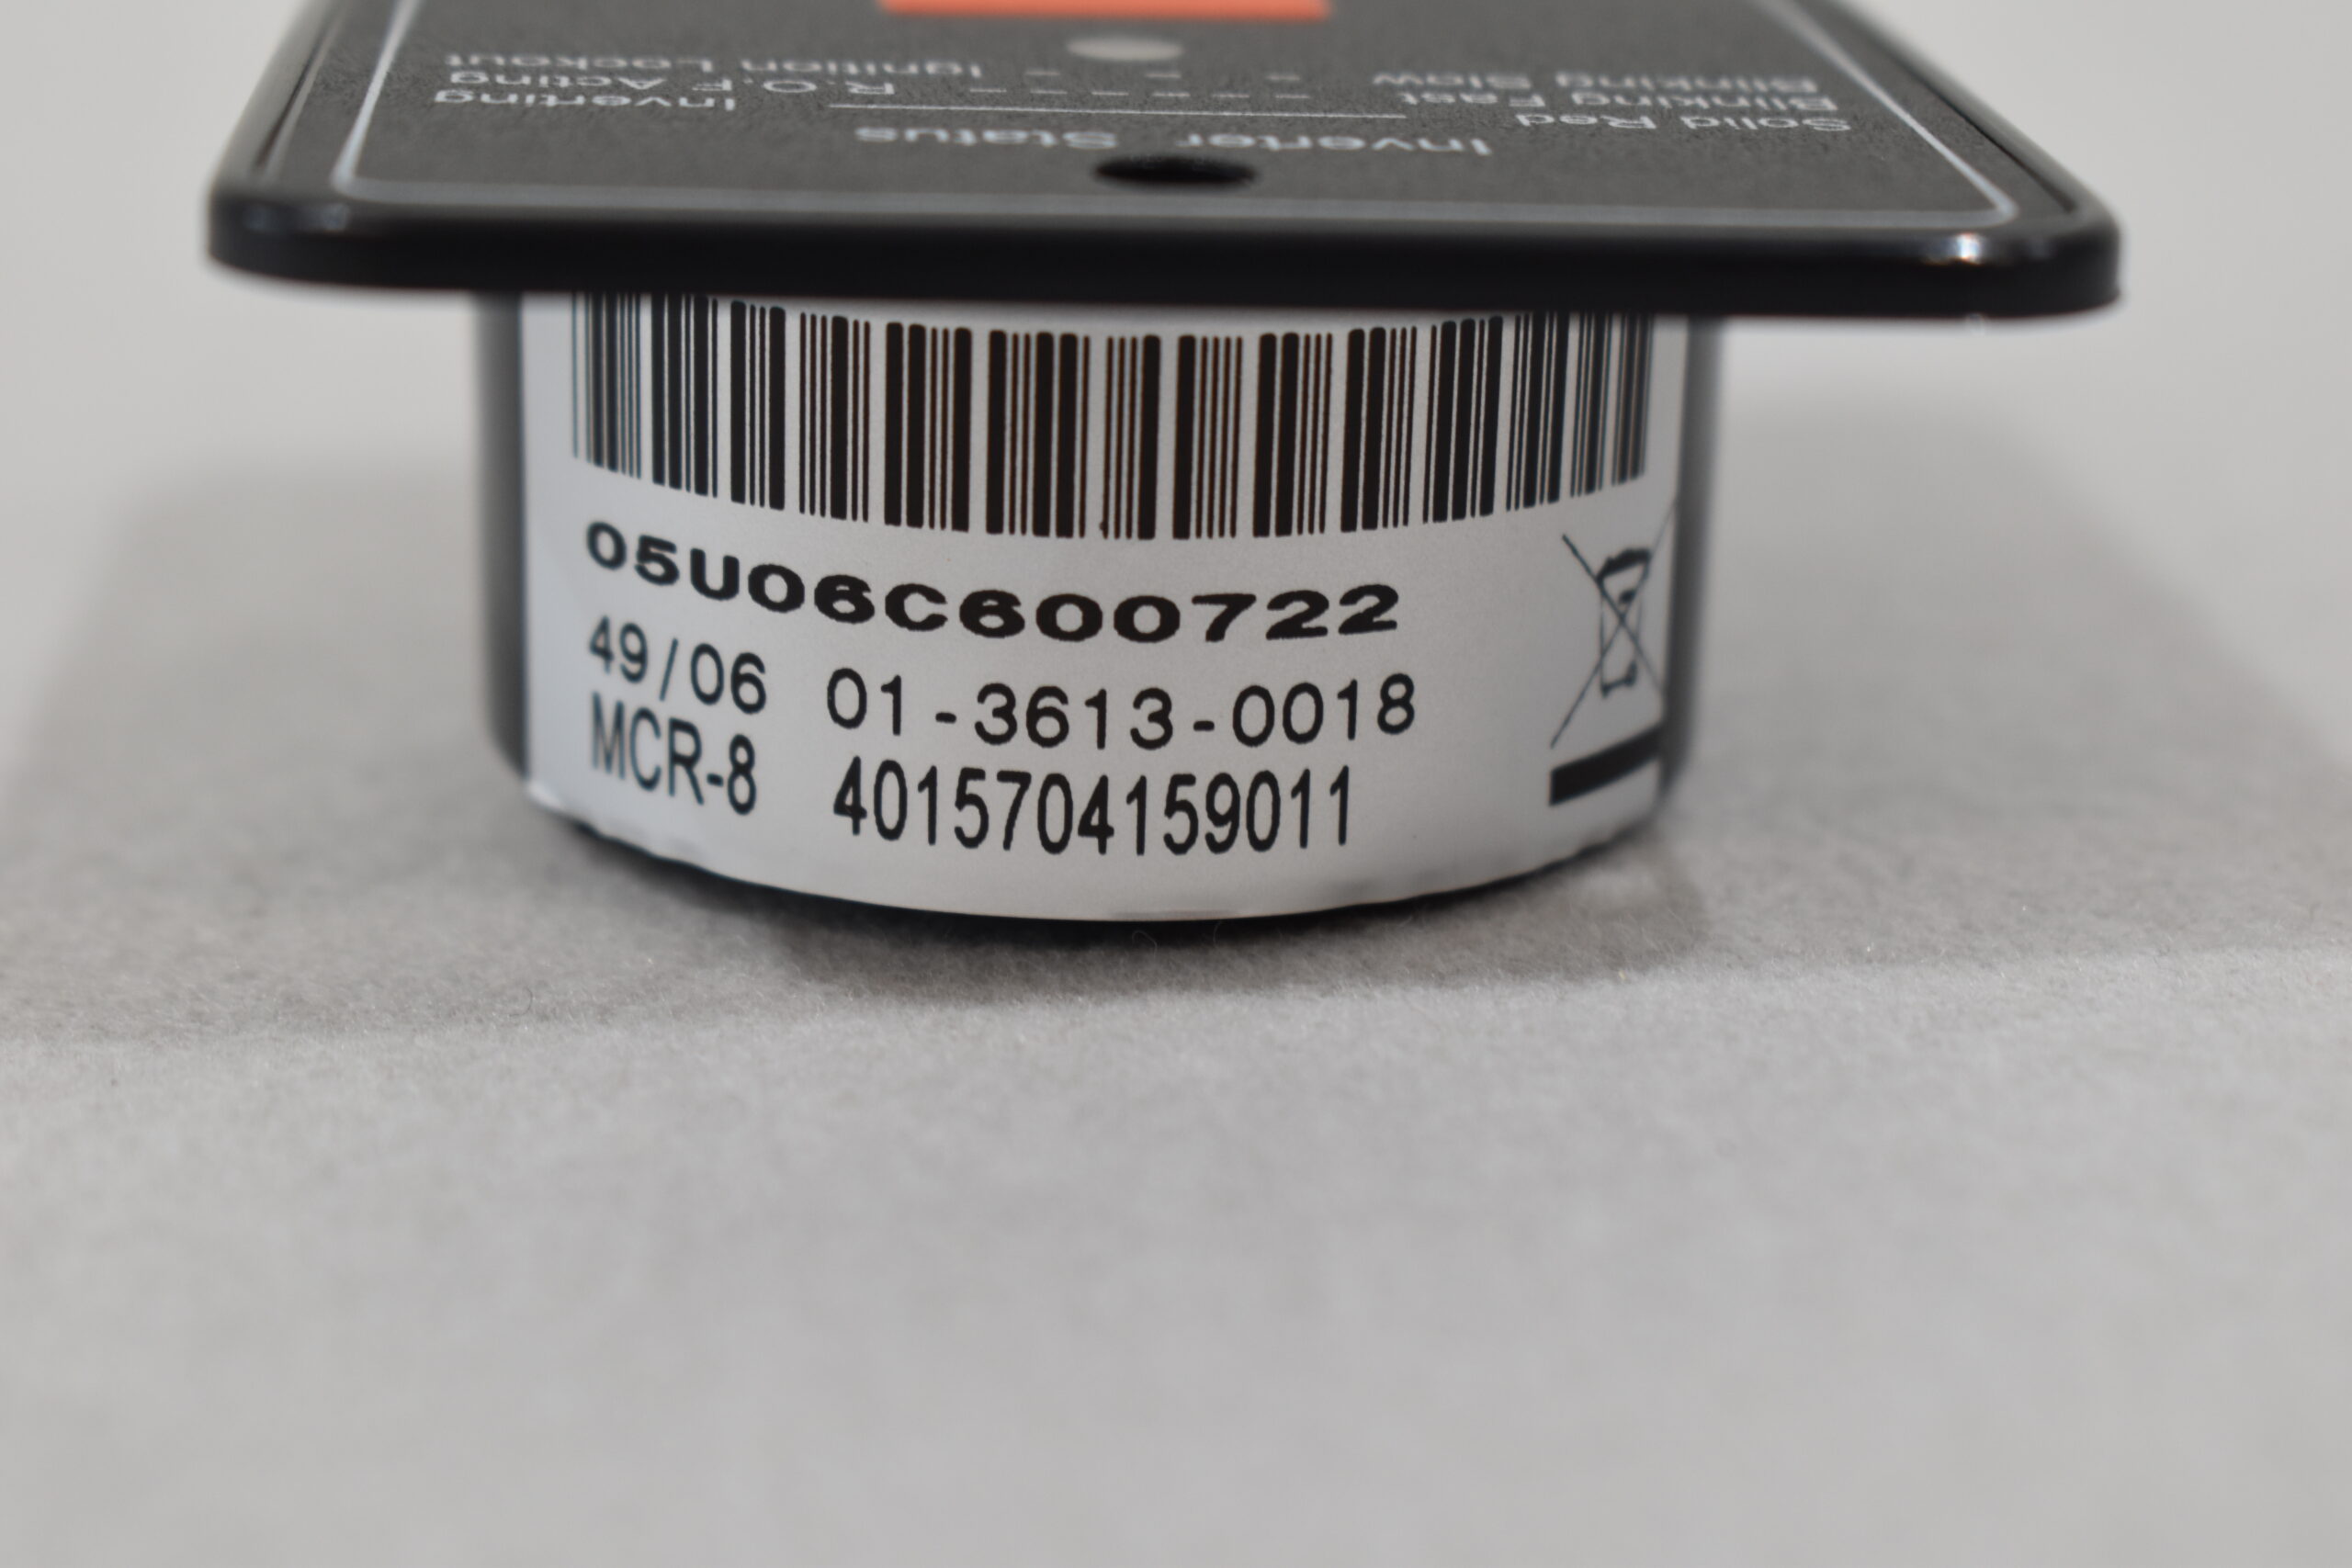 Inverter Status
Solid Red ———— Inverting
Blinking Fast - - - - - - - R.O.F. Acting
Blinking Slow - - - Ignition Lockout
05U06C600722
49/06 01-3613-0018
MCR-8 4015704159011